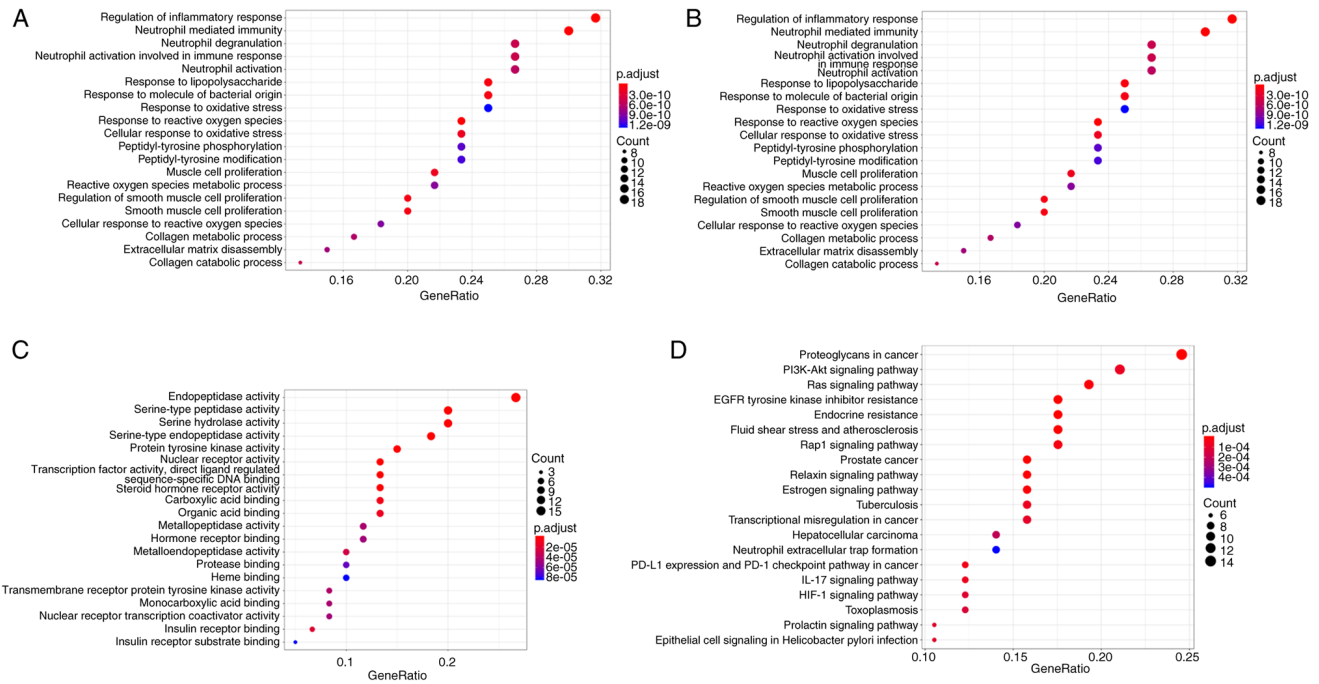 A
Regulation of inflammatory response
Neutrophil mediated immunity
Neutrophil degranulation
Neutrophil activation involved in immune response
Neutrophil activation
Response to lipopolysaccharide
Response to molecule of bacterial origin
Response to oxidative stress
Response to reactive oxygen species
Cellular response to oxidative stress
Peptidyl-tyrosine phosphorylation
Peptidyl-tyrosine modification
Muscle cell proliferation
Reactive oxygen species metabolic process
Regulation of smooth muscle cell proliferation
Smooth muscle cell proliferation
Cellular response to reactive oxygen species
Collagen metabolic process
Extracellular matrix disassembly
Collagen catabolic process
0.16 0.20 0.24 0.28 0.32
GeneRatio
p.adjust
3.0e-10
6.0e-10
9.0e-10
1.2e-09
Count
8
10
12
14
16
18
B
Regulation of inflammatory response
Neutrophil mediated immunity
Neutrophil degranulation
Neutrophil activation involved
in immune response
Neutrophil activation
Response to lipopolysaccharide
Response to molecule of bacterial origin
Response to oxidative stress
Response to reactive oxygen species
Cellular response to oxidative stress
Peptidyl-tyrosine phosphorylation
Peptidyl-tyrosine modification
Muscle cell proliferation
Reactive oxygen species metabolic process
Regulation of smooth muscle cell proliferation
Smooth muscle cell proliferation
Cellular response to reactive oxygen species
Collagen metabolic process
Extracellular matrix disassembly
Collagen catabolic process
0.16 0.20 0.24 0.28 0.32
GeneRatio
p.adjust
3.0e-10
6.0e-10
9.0e-10
1.2e-09
Count
8
10
12
14
16
18
C
Endopeptidase activity
Serine-type peptidase activity
Serine hydrolase activity
Serine-type endopeptidase activity
Protein tyrosine kinase activity
Nuclear receptor activity
Transcription factor activity, direct ligand regulated
sequence-specific DNA binding
Steroid hormone receptor activity
Carboxylic acid binding
Organic acid binding
Metallopeptidase activity
Hormone receptor binding
Metalloendopeptidase activity
Protease binding
Heme binding
Transmembrane receptor protein tyrosine kinase activity
Monocarboxylic acid binding
Nuclear receptor transcription coactivator activity
Insulin receptor binding
Insulin receptor substrate binding
0.1 0.2
GeneRatio
Count
3
6
9
12
15
p.adjust
2e-05
4e-05
6e-05
8e-05
D
Proteoglycans in cancer
PI3K-Akt signaling pathway
Ras signaling pathway
EGFR tyrosine kinase inhibitor resistance
Endocrine resistance
Fluid shear stress and atherosclerosis
Rap1 signaling pathway
Prostate cancer
Relaxin signaling pathway
Estrogen signaling pathway
Tuberculosis
Transcriptional misregulation in cancer
Hepatocellular carcinoma
Neutrophil extracellular trap formation
PD-L1 expression and PD-1 checkpoint pathway in cancer
IL-17 signaling pathway
HIF-1 signaling pathway
Toxoplasmosis
Prolactin signaling pathway
Epithelial cell signaling in Helicobacter pylori infection
0.10 0.15 0.20 0.25
GeneRatio
p.adjust
1e-04
2e-04
3e-04
4e-04
Count
6
8
10
12
14